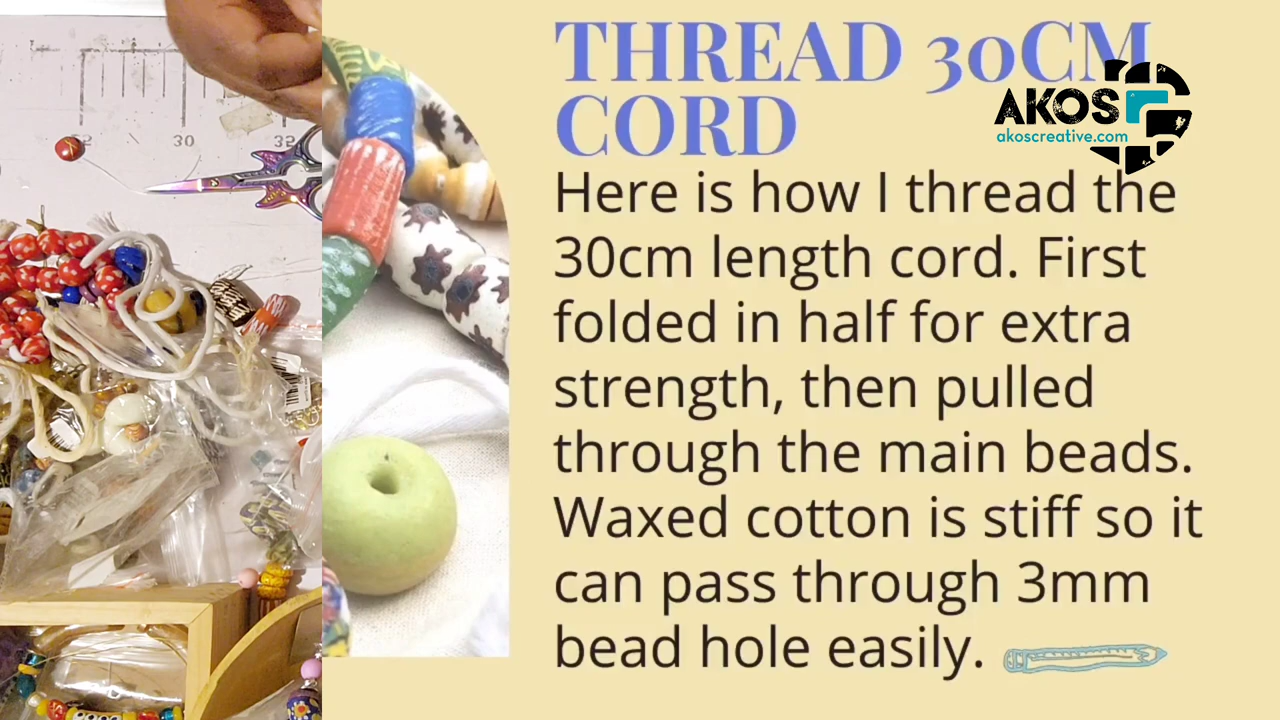 THREAD 30CM
CORD
AKOS
akoscreative.com
Here is how I thread the
30cm length cord. First
folded in half for extra
strength, then pulled
through the main beads.
Waxed cotton is stiff so it
can pass through 3mm
bead hole easily.
30